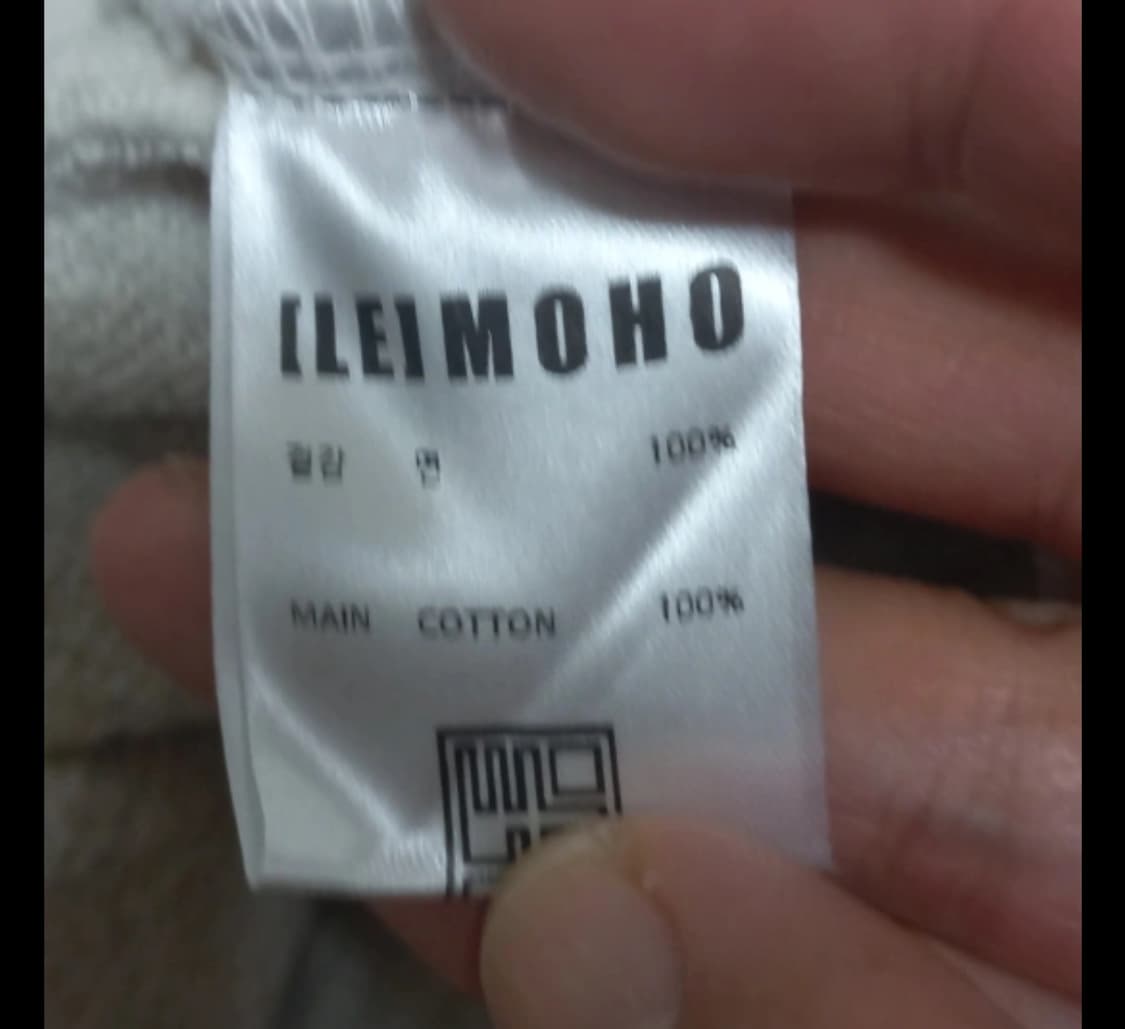 [LE]MOHO
겉감 면 100%
MAIN COTTON 100%